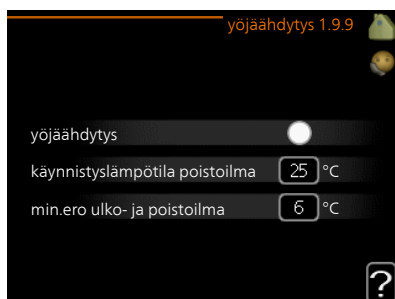 yöjäähdytys 1.9.9
yöjäähdytys
käynnistyslämpötila poistoilma 25 °C
min.ero ulko- ja poistoilma 6 °C
?